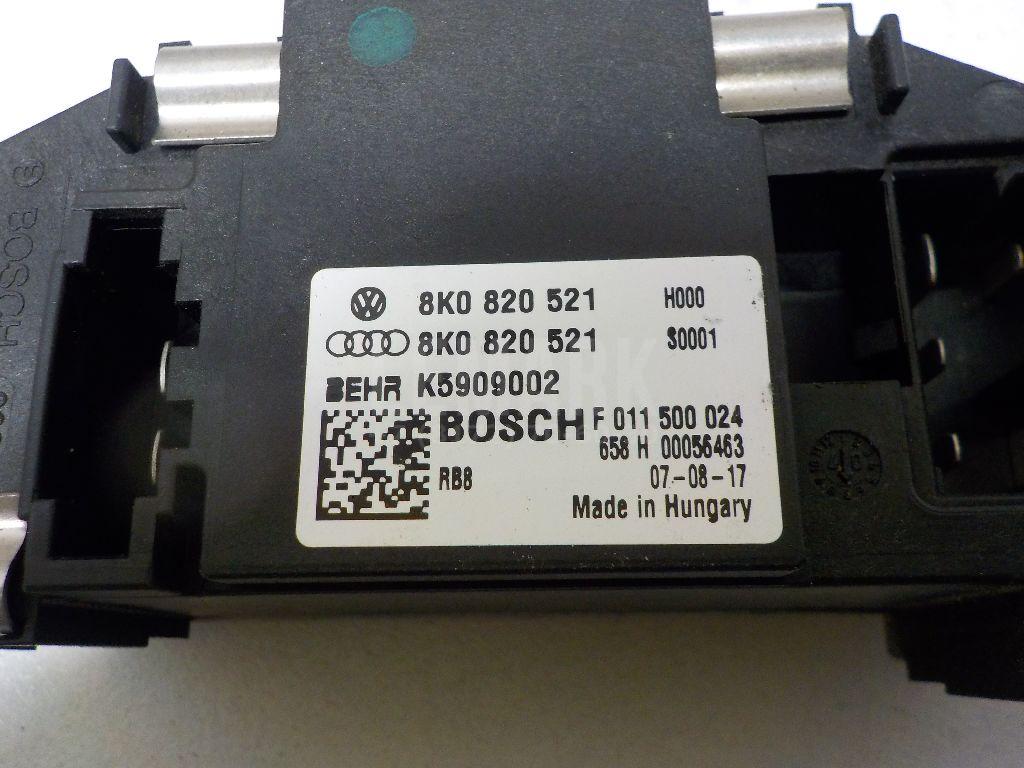 8K0 820 521 H000
8K0 820 521 S0001
BEHR K5909002
BOSCH F 011 500 024
658 H 00056463
RB8 07-08-17
Made in Hungary
BOSCH